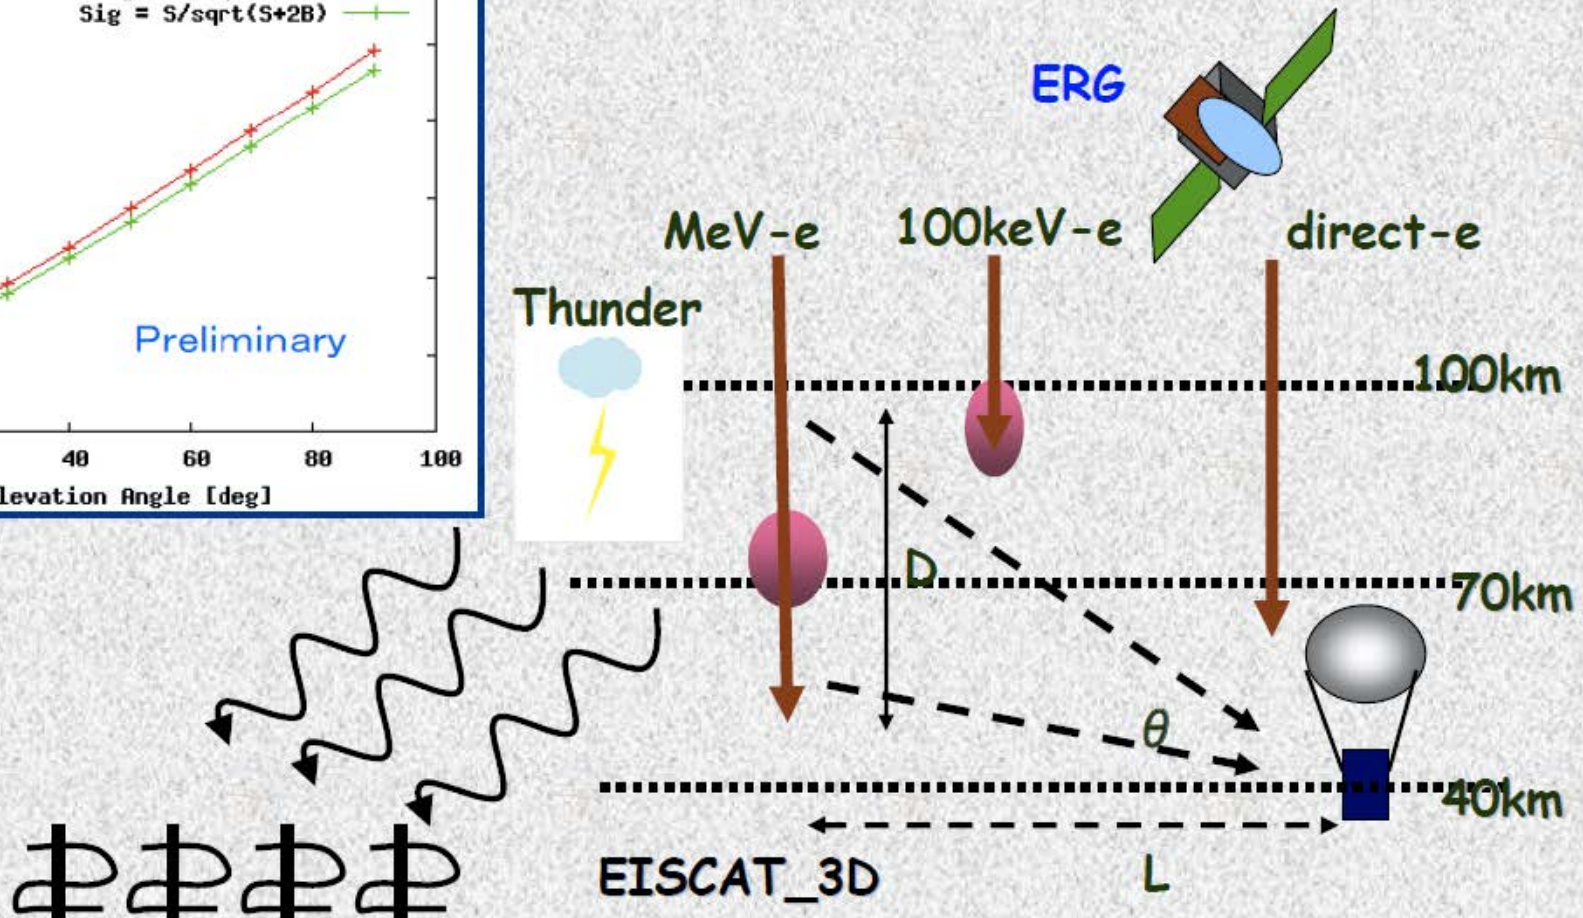 Sig = S/sqrt(S+2B)
Preliminary
40 60 80 100
levation Angle [deg]
ERG
MeV-e 100keV-e direct-e
Thunder
100km
D
70km
θ
40km
EISCAT_3D L